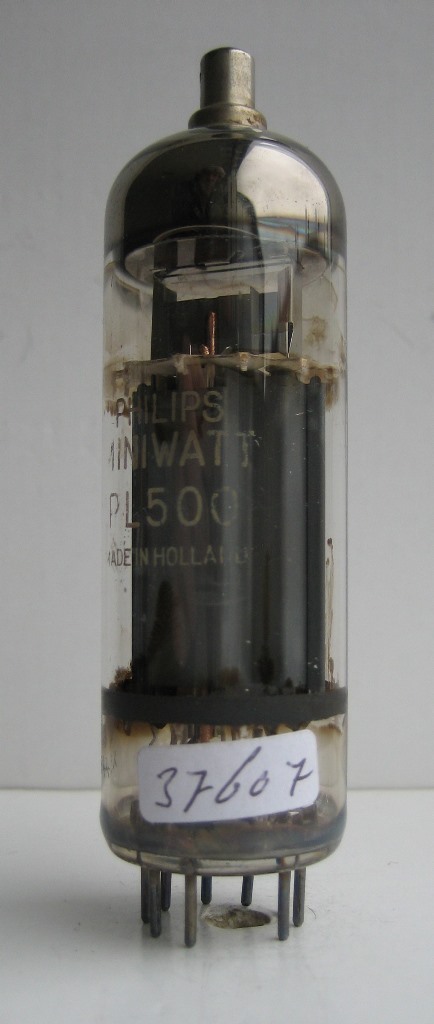 PHILIPS
MINIWATT
PL500
MADE IN HOLLAND
37607